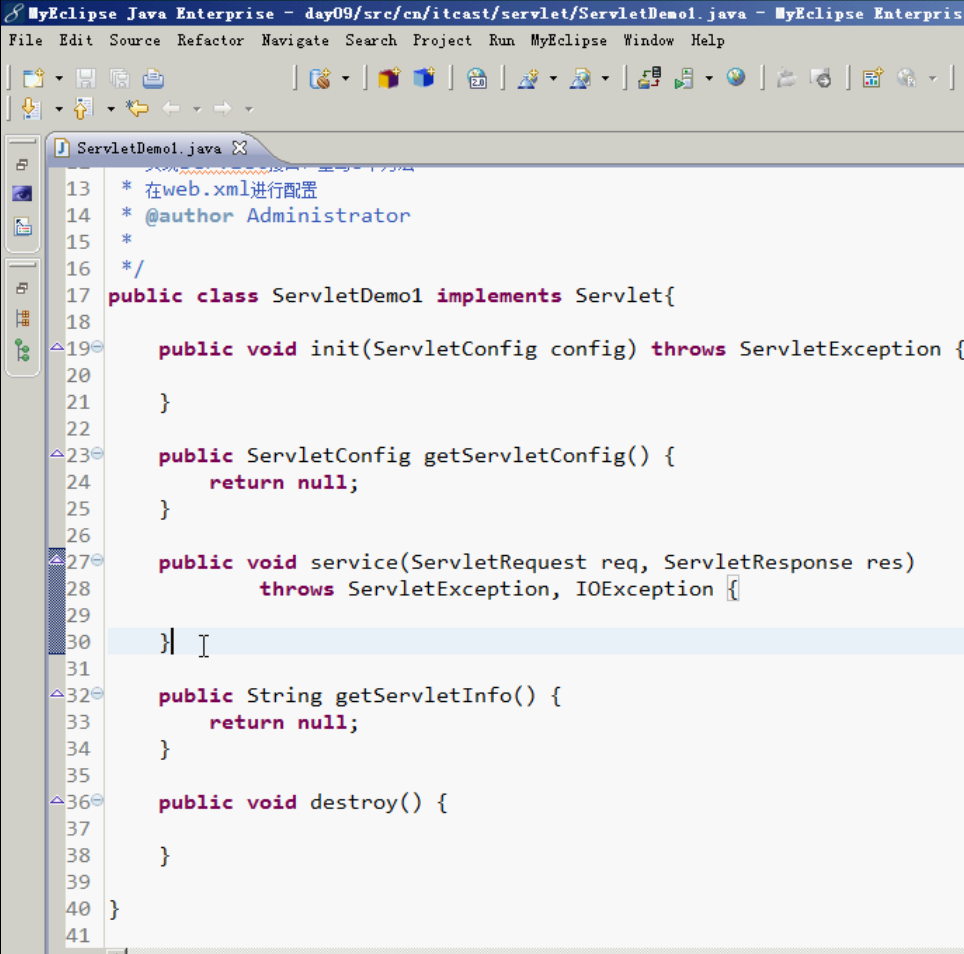 MyEclipse Java Enterprise - day09/src/cn/itcast/servlet/ServletDemo1.java - MyEclipse Enterpris
File Edit Source Refactor Navigate Search Project Run MyEclipse Window Help
ServletDemo1.java
13 * 在web.xml进行配置
14 * @author Administrator
15 *
16 */
17 public class ServletDemo1 implements Servlet{
18
19 public void init(ServletConfig config) throws ServletException {
20
21 }
22
23 public ServletConfig getServletConfig() {
24 return null;
25 }
26
27 public void service(ServletRequest req, ServletResponse res)
28 throws ServletException, IOException {
29
30 }
31
32 public String getServletInfo() {
33 return null;
34 }
35
36 public void destroy() {
37
38 }
39
40 }
41